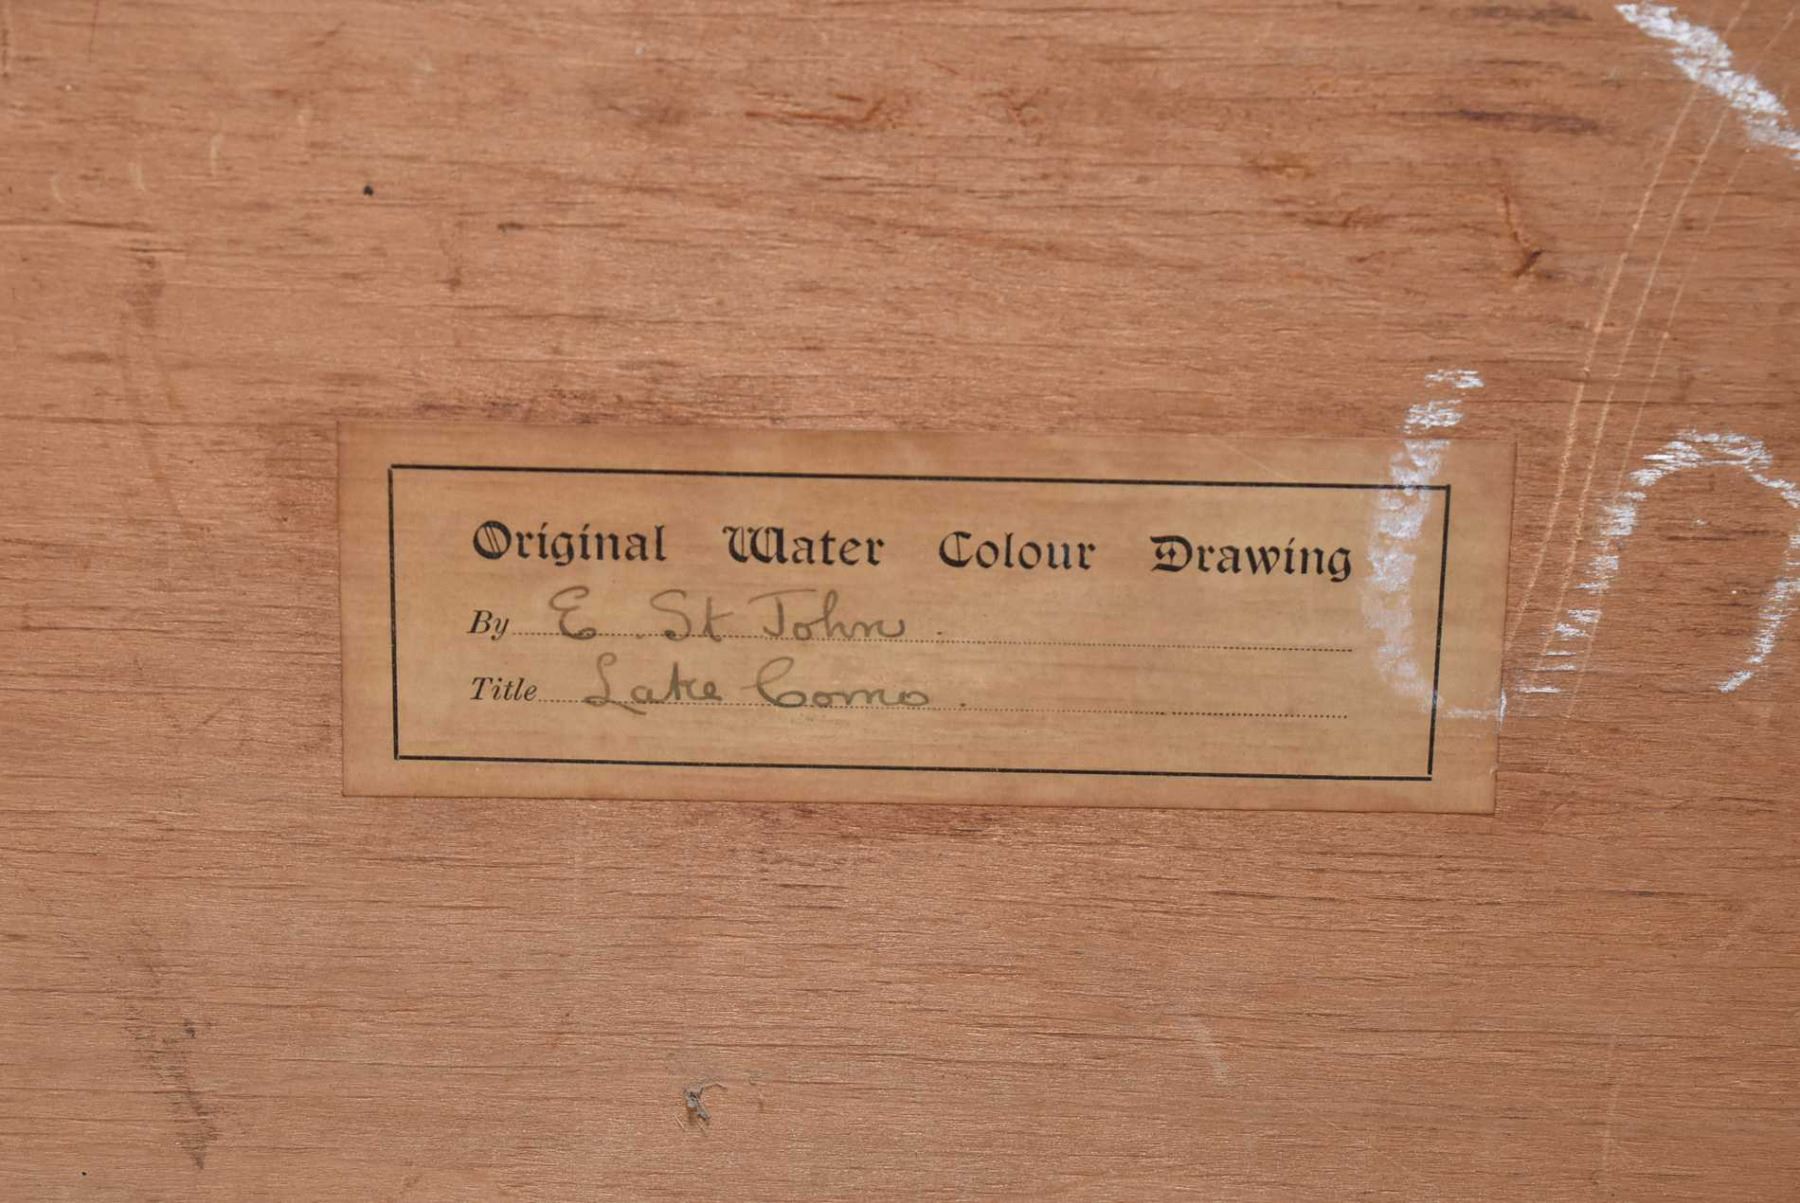 Original Water Colour Drawing
By E. St John.
Title Lake Como.